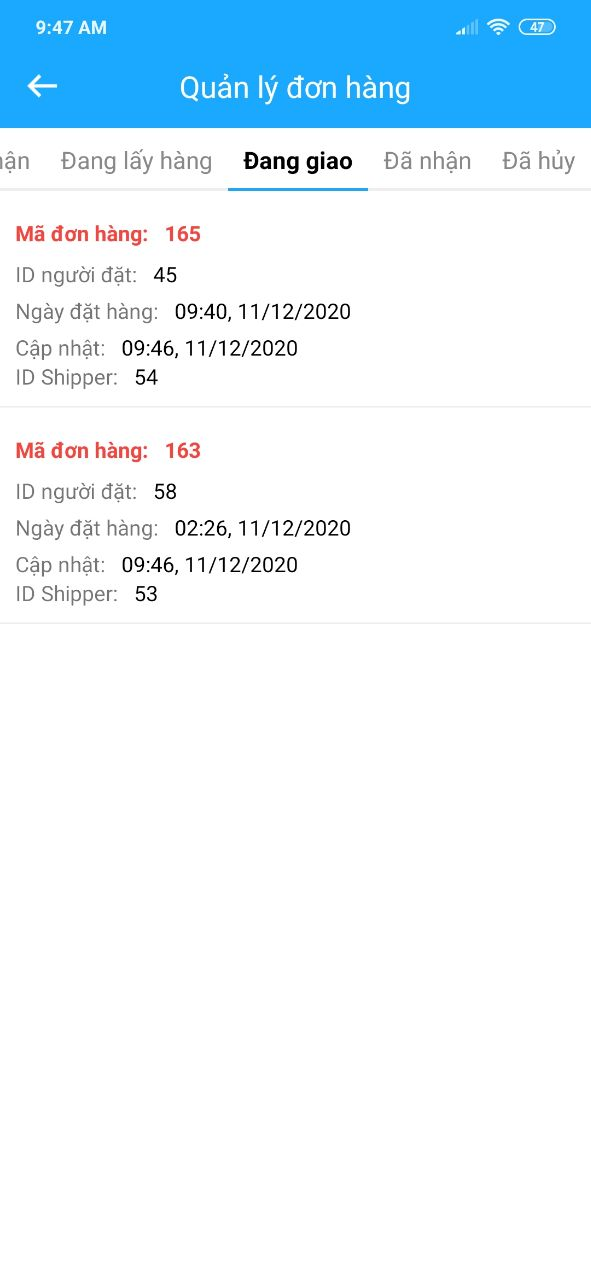 9:47 AM 47
Quản lý đơn hàng
Đang lấy hàng Đang giao Đã nhận Đã hủy
Mã đơn hàng: 165
ID người đặt: 45
Ngày đặt hàng: 09:40, 11/12/2020
Cập nhật: 09:46, 11/12/2020
ID Shipper: 54
Mã đơn hàng: 163
ID người đặt: 58
Ngày đặt hàng: 02:26, 11/12/2020
Cập nhật: 09:46, 11/12/2020
ID Shipper: 53